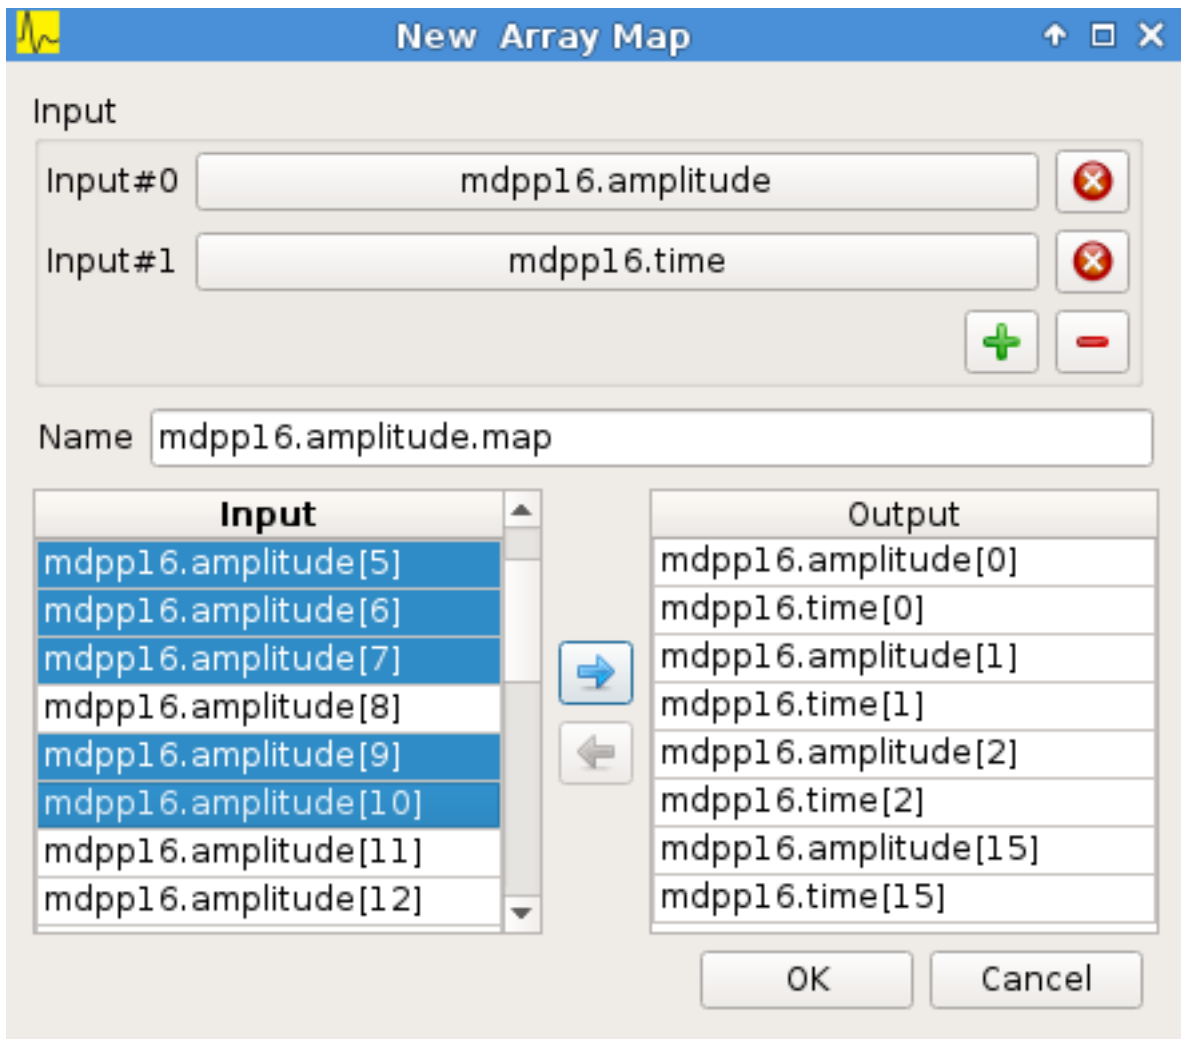 New Array Map
Input
Input#0 mdpp16.amplitude
Input#1 mdpp16.time
Name mdpp16.amplitude.map
Input
mdpp16.amplitude[5]
mdpp16.amplitude[6]
mdpp16.amplitude[7]
mdpp16.amplitude[8]
mdpp16.amplitude[9]
mdpp16.amplitude[10]
mdpp16.amplitude[11]
mdpp16.amplitude[12]
Output
mdpp16.amplitude[0]
mdpp16.time[0]
mdpp16.amplitude[1]
mdpp16.time[1]
mdpp16.amplitude[2]
mdpp16.time[2]
mdpp16.amplitude[15]
mdpp16.time[15]
OK Cancel